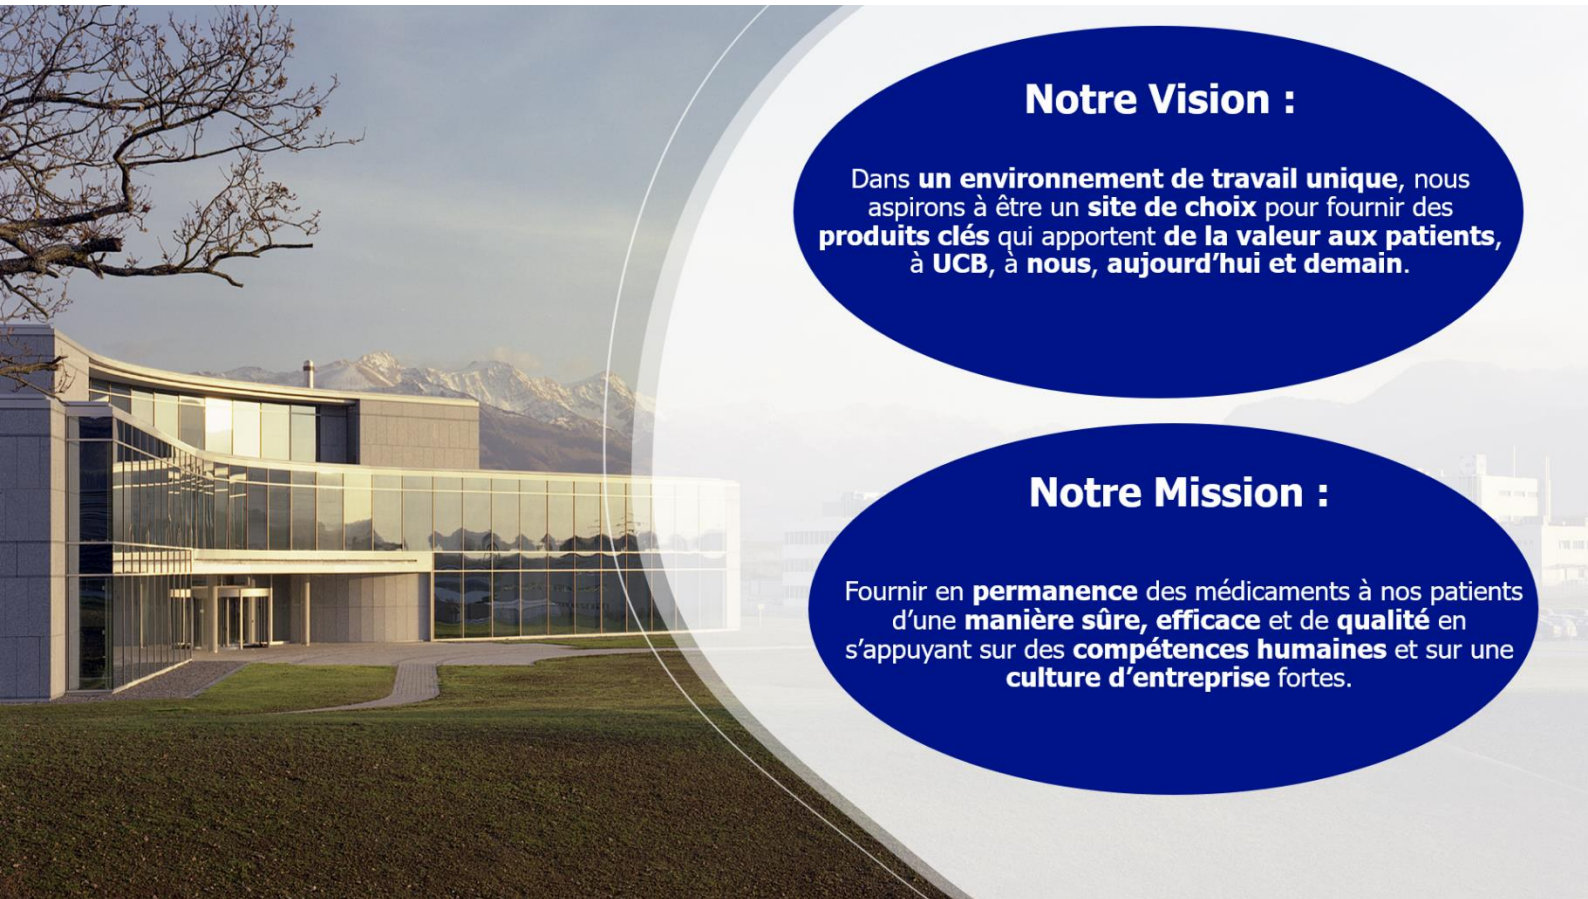 Notre Vision :
Dans un environnement de travail unique, nous
aspirons à être un site de choix pour fournir des
produits clés qui apportent de la valeur aux patients,
à UCB, à nous, aujourd’hui et demain.
Notre Mission :
Fournir en permanence des médicaments à nos patients
d’une manière sûre, efficace et de qualité en
s’appuyant sur des compétences humaines et sur une
culture d’entreprise fortes.